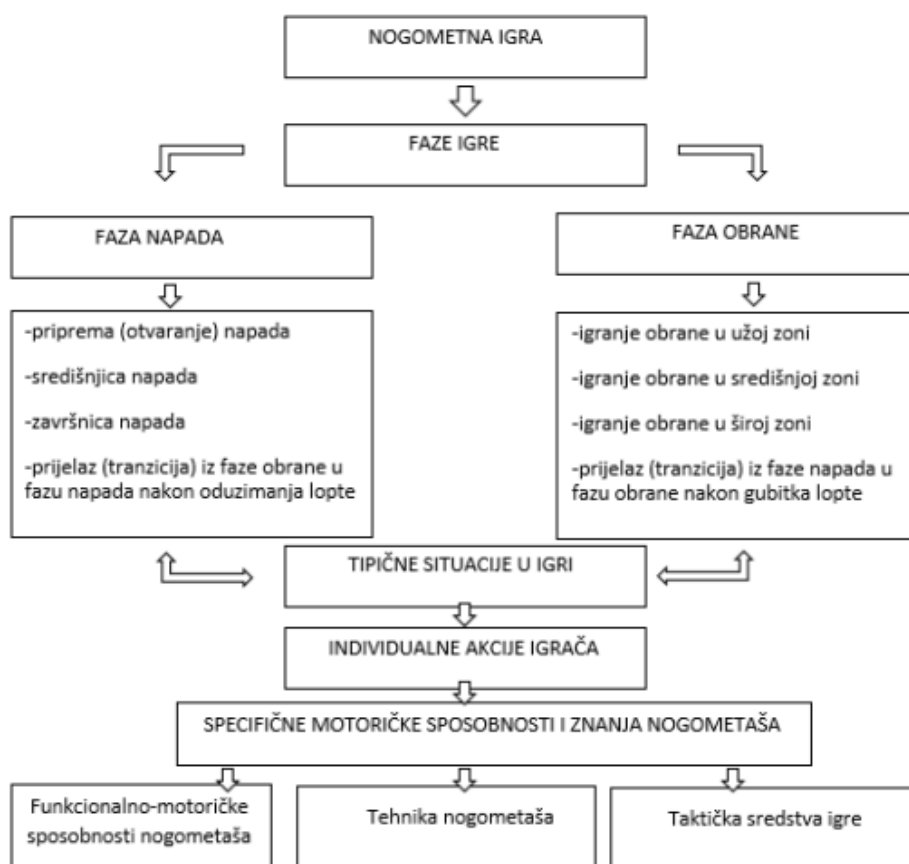 NOGOMETNA IGRA
FAZE IGRE
FAZA NAPADA
FAZA OBRANE
-priprema (otvaranje) napada
-središnjica napada
-završnica napada
-prijelaz (tranzicija) iz faze obrane u
fazu napada nakon oduzimanja lopte
-igranje obrane u užoj zoni
-igranje obrane u središnjoj zoni
-igranje obrane u široj zoni
-prijelaz (tranzicija) iz faze napada u
fazu obrane nakon gubitka lopte
TIPIČNE SITUACIJE U IGRI
INDIVIDUALNE AKCIJE IGRAČA
SPECIFIČNE MOTORIČKE SPOSOBNOSTI I ZNANJA NOGOMETAŠA
Funkcionalno-motoričke
sposobnosti nogometaša
Tehnika nogometaša
Taktička sredstva igre